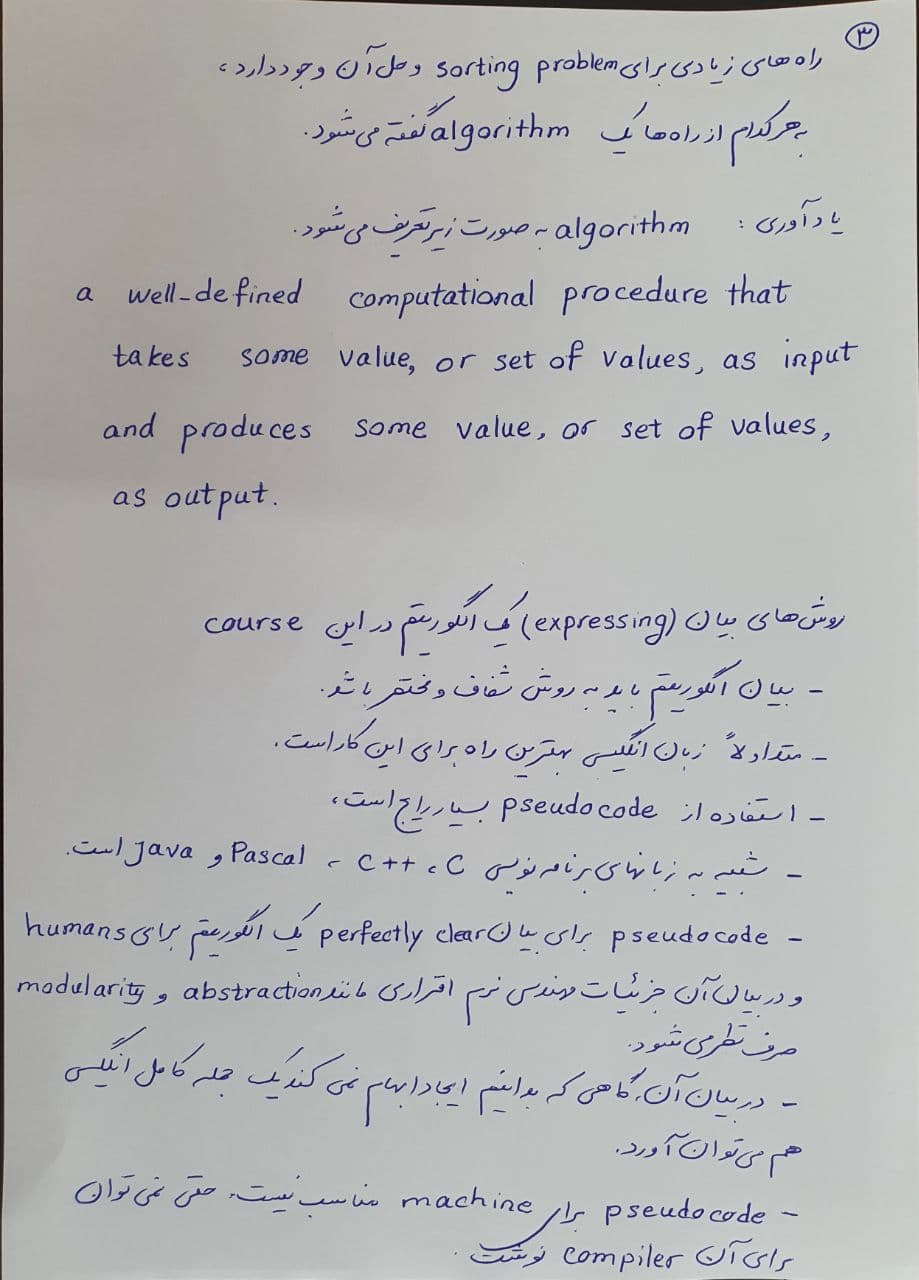 ۳
راه های زیادی برای sorting problem و حل آن وجود دارد،
به هر کدام از راه ها یک algorithm گفته می شود.
یادآوری : algorithm به صورت زیر تعریف می شود.
a well-defined computational procedure that
takes some value, or set of values, as input
and produces some value, or set of values,
as output.
روش های بیان (expressing) یک الگوریتم در این course
- بیان الگوریتم باید به روش شفاف و مختصر باشد.
- متداولاً زبان انگلیسی بهترین راه برای این کار است.
- استفاده از pseudocode بسیار رایج است،
- شبیه به زبانهای برنامه نویسی C، C++، Pascal و Java است.
- pseudocode برای بیان perfectly clear یک الگوریتم برای humans
و در بیان آن جزئیات مهندسی نرم افزاری مانند abstraction و modularity
صرف نظر می شود.
- در بیان آن، گاهی که بدانیم ایجاد ابهام نمی کند یک جمله کامل انگلیسی
هم می توان آورد.
- pseudocode برای machine مناسب نیست، حتی نمی توان
برای آن compiler نوشت.